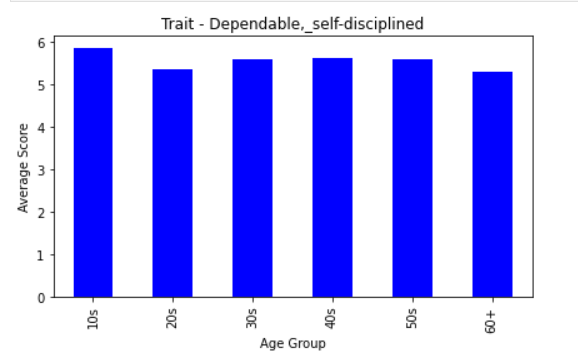 Trait - Dependable,_self-disciplined
6
5
4
3
2
1
0
Average Score
10s 20s 30s 40s 50s 60+
Age Group